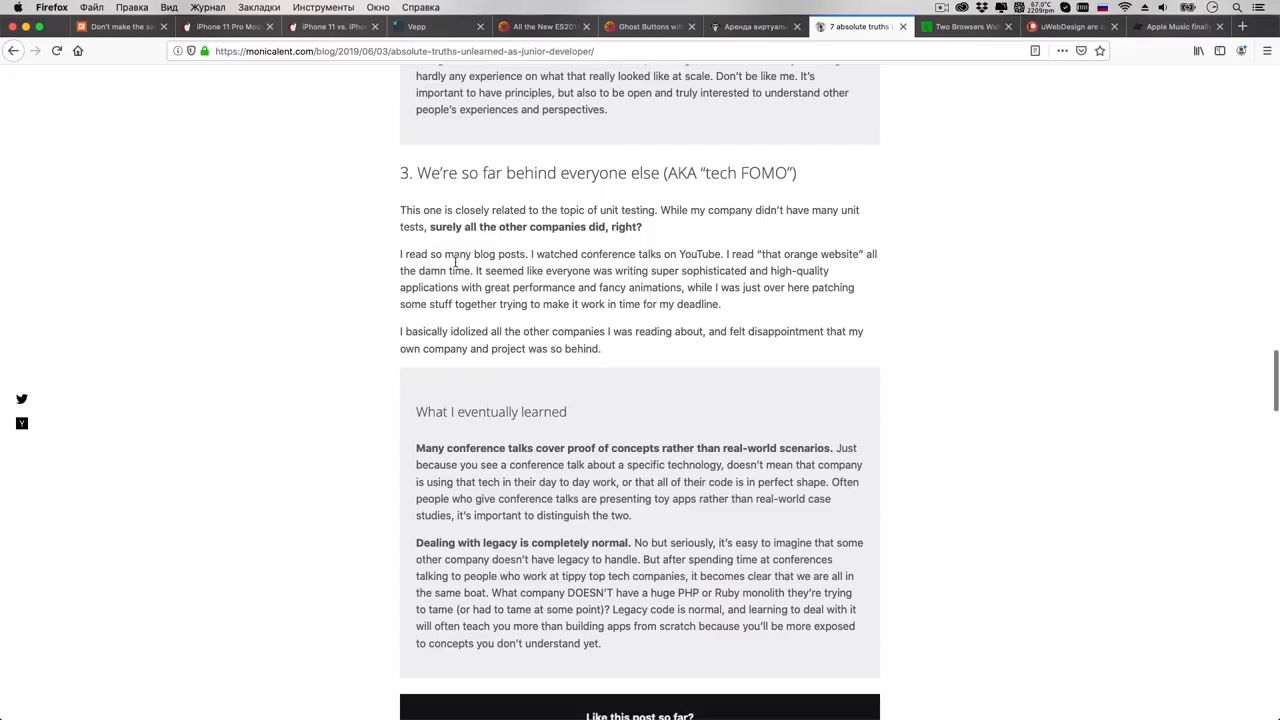 Firefox Файл Правка Вид Журнал Закладки Инструменты Окно Справка
67.0°C
2209rpm
Don't make the sa
iPhone 11 Pro Mod
iPhone 11 vs. iPho
Vepp
All the New ES201
Ghost Buttons with
Аренда виртуаль
7 absolute truths
Two Browsers Wal
uWebDesign are c
Apple Music finally
https://monicalent.com/blog/2019/06/03/absolute-truths-unlearned-as-junior-developer/
hardly any experience on what that really looked like at scale. Don’t be like me. It’s
important to have principles, but also to be open and truly interested to understand other
people’s experiences and perspectives.
3. We’re so far behind everyone else (AKA “tech FOMO”)
This one is closely related to the topic of unit testing. While my company didn’t have many unit
tests, surely all the other companies did, right?
I read so many blog posts. I watched conference talks on YouTube. I read “that orange website” all
the damn time. It seemed like everyone was writing super sophisticated and high-quality
applications with great performance and fancy animations, while I was just over here patching
some stuff together trying to make it work in time for my deadline.
I basically idolized all the other companies I was reading about, and felt disappointment that my
own company and project was so behind.
What I eventually learned
Many conference talks cover proof of concepts rather than real-world scenarios. Just
because you see a conference talk about a specific technology, doesn’t mean that company
is using that tech in their day to day work, or that all of their code is in perfect shape. Often
people who give conference talks are presenting toy apps rather than real-world case
studies, it’s important to distinguish the two.
Dealing with legacy is completely normal. No but seriously, it’s easy to imagine that some
other company doesn’t have legacy to handle. But after spending time at conferences
talking to people who work at tippy top tech companies, it becomes clear that we are all in
the same boat. What company DOESN’T have a huge PHP or Ruby monolith they’re trying
to tame (or had to tame at some point)? Legacy code is normal, and learning to deal with it
will often teach you more than building apps from scratch because you’ll be more exposed
to concepts you don’t understand yet.
Like this post so far?